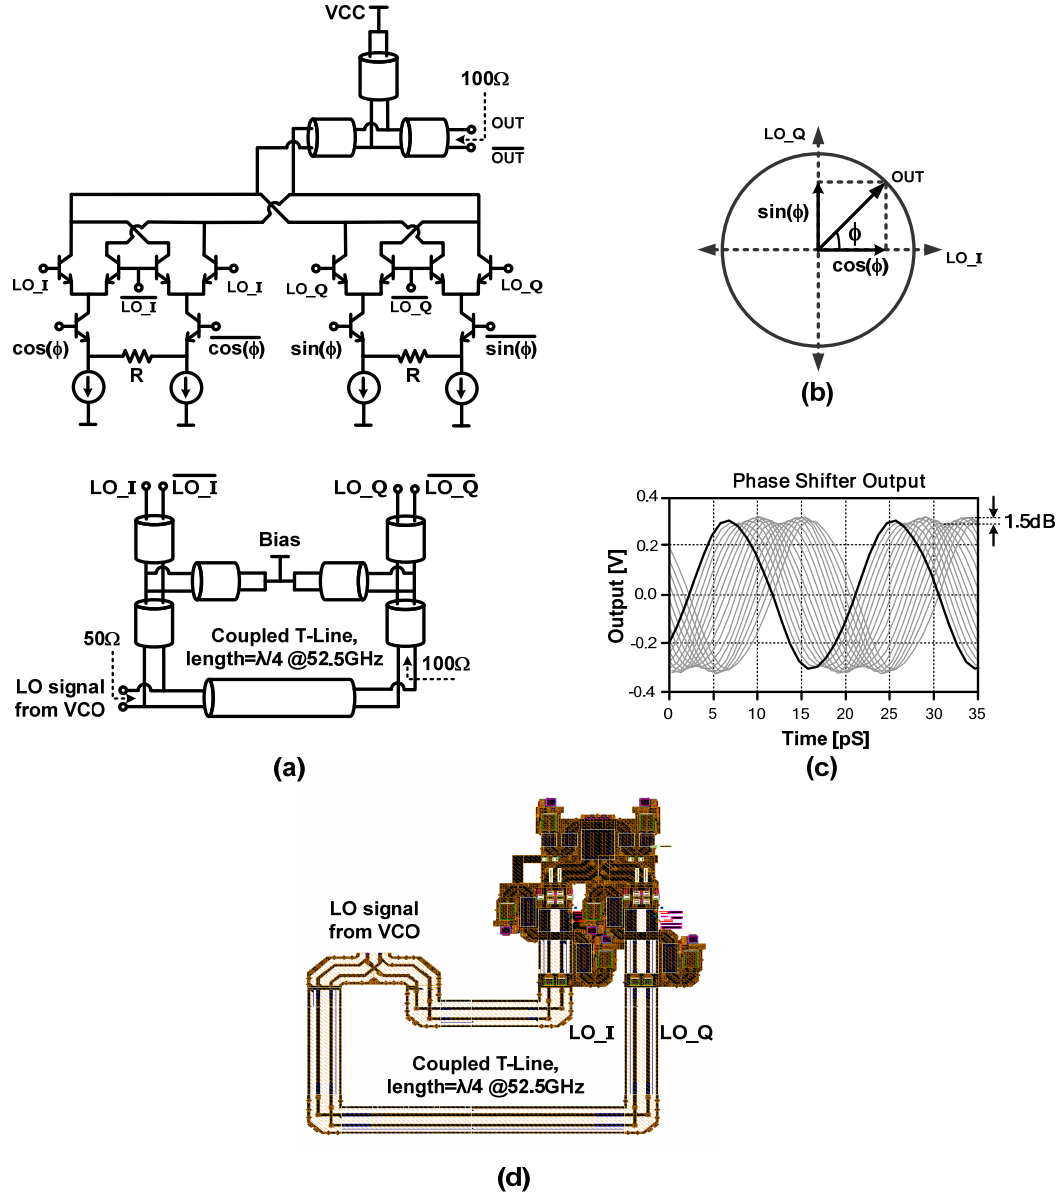 VCC
100Ω
OUT
OUT
LO_I
LO_I
LO_I
LO_Q
LO_Q
LO_Q
cos(ϕ)
cos(ϕ)
sin(ϕ)
sin(ϕ)
R
R
LO_Q
OUT
sin(ϕ)
ϕ
cos(ϕ)
LO_I
(b)
LO_I
LO_I
LO_Q
LO_Q
Bias
50Ω
Coupled T-Line,
length=λ/4 @52.5GHz
100Ω
LO signal
from VCO
(a)
Phase Shifter Output
0.4
0.2
0.0
-0.2
-0.4
Output [V]
1.5dB
0 5 10 15 20 25 30 35
Time [pS]
(c)
LO signal
from VCO
LO_I
LO_Q
Coupled T-Line,
length=λ/4 @52.5GHz
(d)